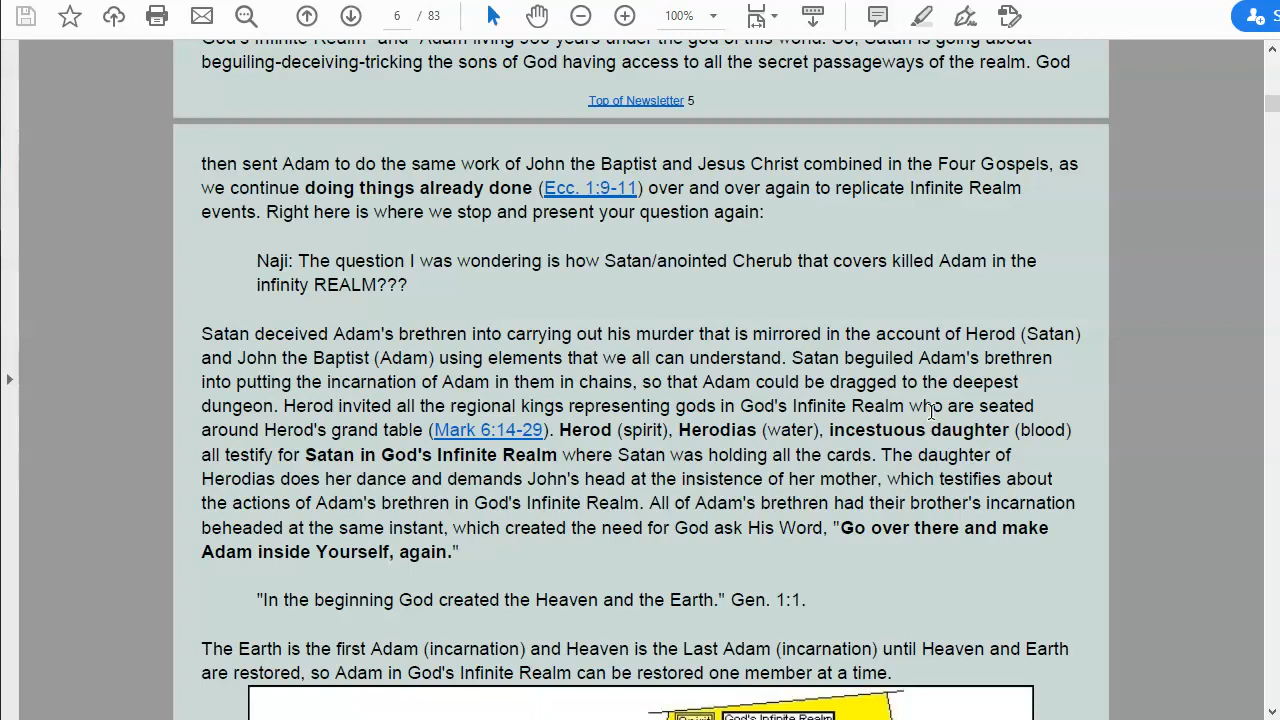 6 / 83
100%
S
God's Infinite Realm" and "Adam living 930 years under the god of this world. So, Satan is going about
beguiling-deceiving-tricking the sons of God having access to all the secret passageways of the realm. God
Top of Newsletter 5
then sent Adam to do the same work of John the Baptist and Jesus Christ combined in the Four Gospels, as
we continue doing things already done (Ecc. 1:9-11) over and over again to replicate Infinite Realm
events. Right here is where we stop and present your question again:
Naji: The question I was wondering is how Satan/anointed Cherub that covers killed Adam in the
infinity REALM???
Satan deceived Adam's brethren into carrying out his murder that is mirrored in the account of Herod (Satan)
and John the Baptist (Adam) using elements that we all can understand. Satan beguiled Adam's brethren
into putting the incarnation of Adam in them in chains, so that Adam could be dragged to the deepest
dungeon. Herod invited all the regional kings representing gods in God's Infinite Realm who are seated
around Herod's grand table (Mark 6:14-29). Herod (spirit), Herodias (water), incestuous daughter (blood)
all testify for Satan in God's Infinite Realm where Satan was holding all the cards. The daughter of
Herodias does her dance and demands John's head at the insistence of her mother, which testifies about
the actions of Adam's brethren in God's Infinite Realm. All of Adam's brethren had their brother's incarnation
beheaded at the same instant, which created the need for God ask His Word, "Go over there and make
Adam inside Yourself, again."
"In the beginning God created the Heaven and the Earth." Gen. 1:1.
The Earth is the first Adam (incarnation) and Heaven is the Last Adam (incarnation) until Heaven and Earth
are restored, so Adam in God's Infinite Realm can be restored one member at a time.
God's Infinite Realm